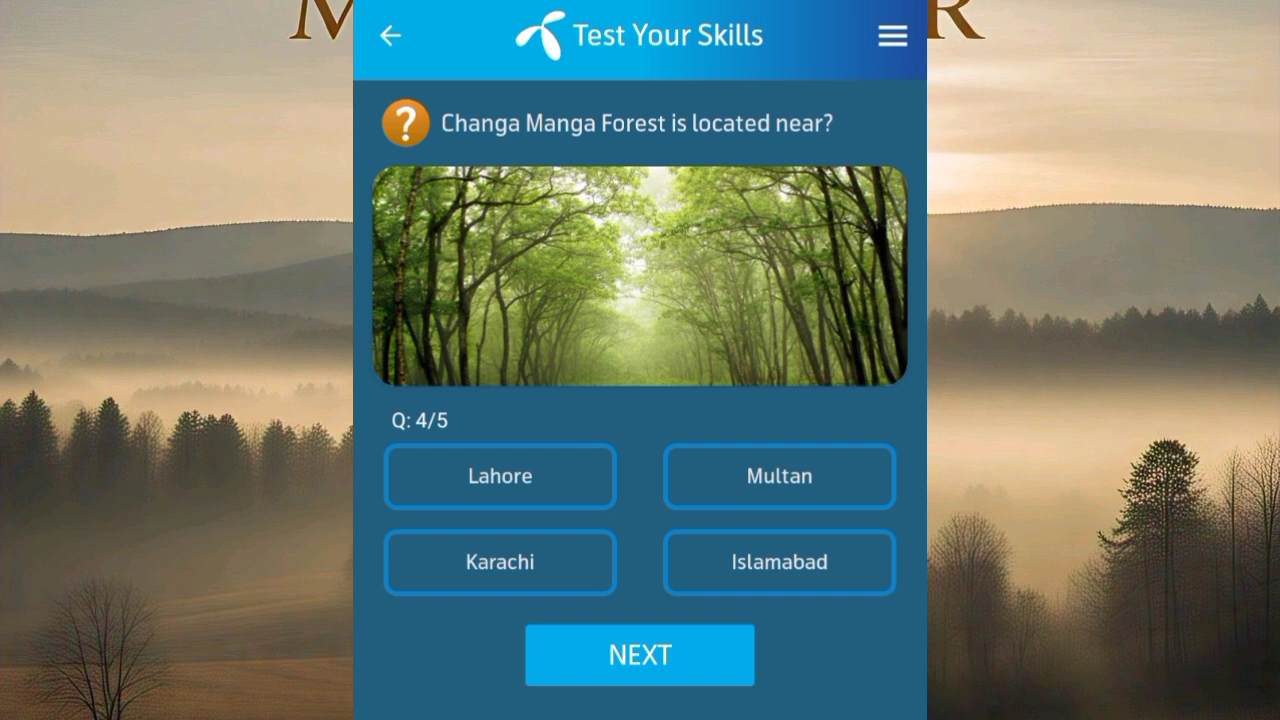 M R
Test Your Skills
? Changa Manga Forest is located near?
Q: 4/5
Lahore Multan
Karachi Islamabad
NEXT